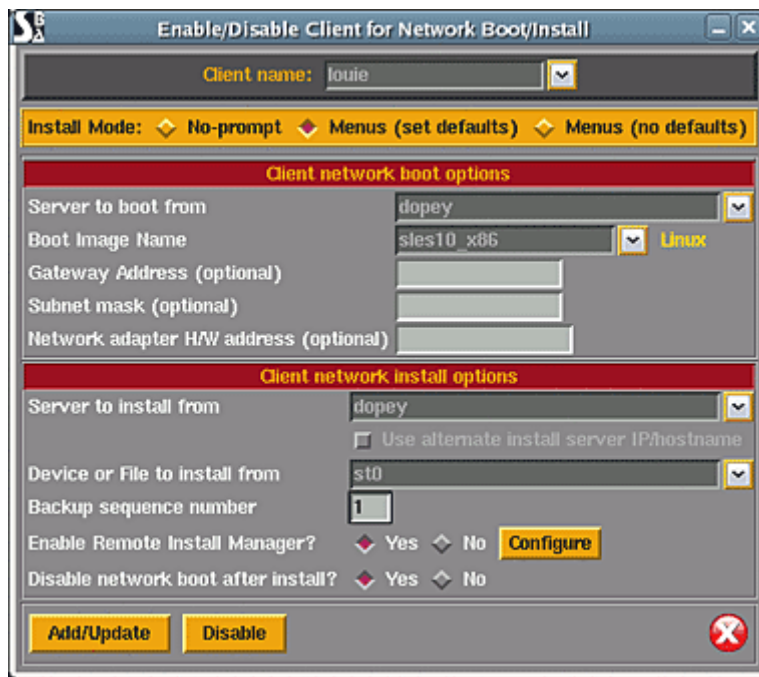 SBA Enable/Disable Client for Network Boot/Install
Client name: louie
Install Mode: No-prompt Menus (set defaults) Menus (no defaults)
Client network boot options
Server to boot from dopey
Boot Image Name sles10_x86 Linux
Gateway Address (optional)
Subnet mask (optional)
Network adapter H/W address (optional)
Client network install options
Server to install from dopey
Use alternate install server IP/hostname
Device or File to install from st0
Backup sequence number 1
Enable Remote Install Manager? Yes No Configure
Disable network boot after install? Yes No
Add/Update Disable